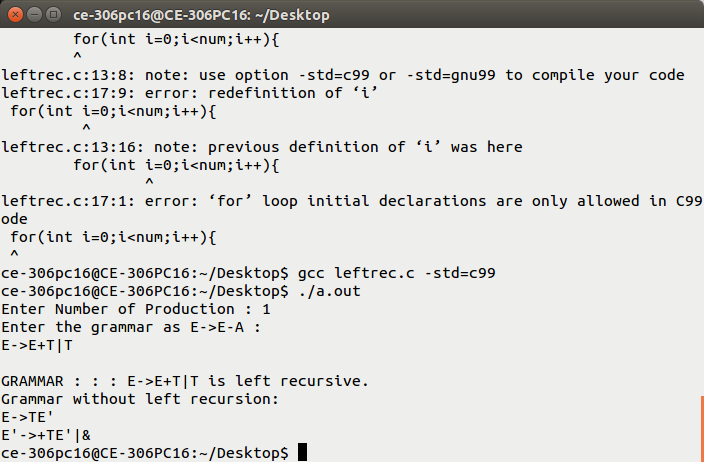 ce-306pc16@CE-306PC16: ~/Desktop
for(int i=0;i<num;i++){
^
leftrec.c:13:8: note: use option -std=c99 or -std=gnu99 to compile your code
leftrec.c:17:9: error: redefinition of ‘i’
for(int i=0;i<num;i++){
^
leftrec.c:13:16: note: previous definition of ‘i’ was here
for(int i=0;i<num;i++){
^
leftrec.c:17:1: error: ‘for’ loop initial declarations are only allowed in C99
ode
for(int i=0;i<num;i++){
^
ce-306pc16@CE-306PC16:~/Desktop$ gcc leftrec.c -std=c99
ce-306pc16@CE-306PC16:~/Desktop$ ./a.out
Enter Number of Production : 1
Enter the grammar as E->E-A :
E->E+T|T
GRAMMAR : : : E->E+T|T is left recursive.
Grammar without left recursion:
E->TE'
E'->+TE'|&
ce-306pc16@CE-306PC16:~/Desktop$